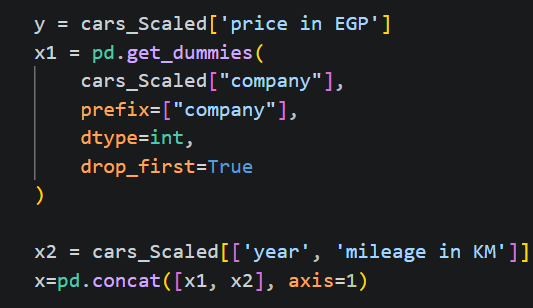 y = cars_Scaled['price in EGP']
x1 = pd.get_dummies(
    cars_Scaled["company"],
    prefix=["company"],
    dtype=int,
    drop_first=True
)
x2 = cars_Scaled[['year', 'mileage in KM']]
x=pd.concat([x1, x2], axis=1)